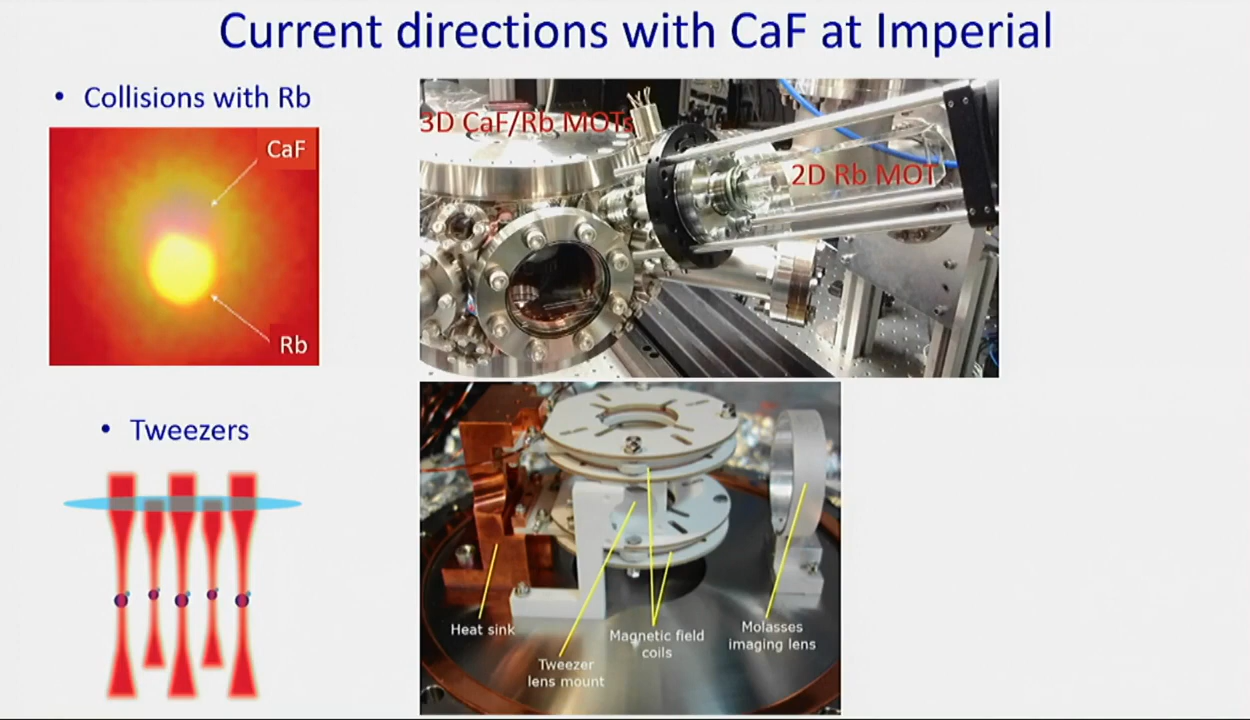 Current directions with CaF at Imperial
• Collisions with Rb
CaF
Rb
3D CaF/Rb MOTs
2D Rb MOT
• Tweezers
Heat sink
Tweezer
lens mount
Magnetic field
coils
Molasses
imaging lens